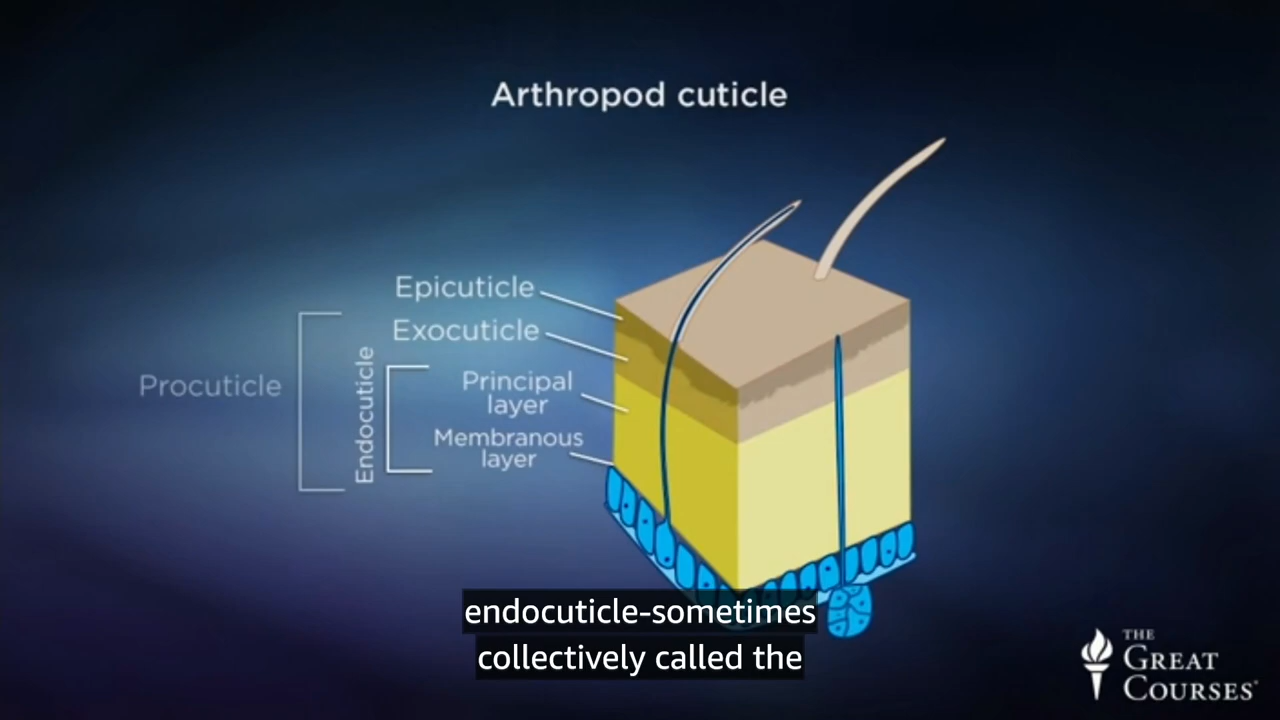 Arthropod cuticle
Epicuticle
Exocuticle
Procuticle
Endocuticle
Principal
layer
Membranous
layer
endocuticle-sometimes
collectively called the
THE
GREAT
COURSES®